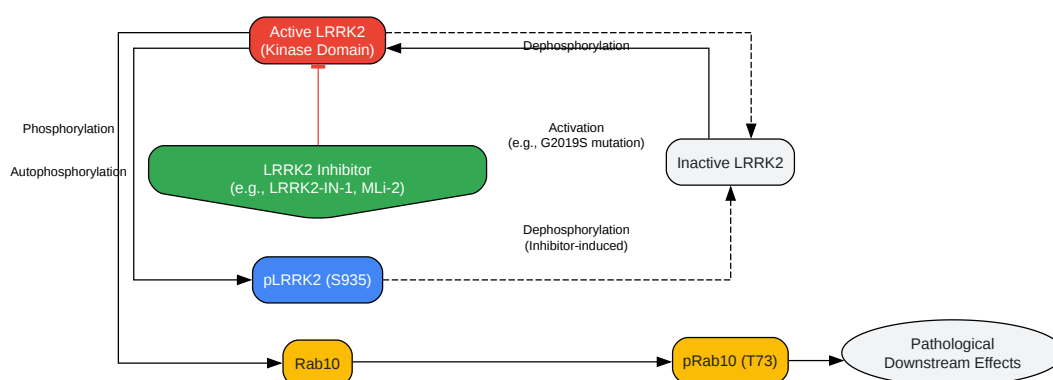 Active LRRK2
(Kinase Domain)
Dephosphorylation
Phosphorylation
Activation
(e.g., G2019S mutation)
Inactive LRRK2
Autophosphorylation
LRRK2 Inhibitor
(e.g., LRRK2-IN-1, MLi-2)
Dephosphorylation
(Inhibitor-induced)
pLRRK2 (S935)
Rab10
pRab10 (T73)
Pathological
Downstream Effects